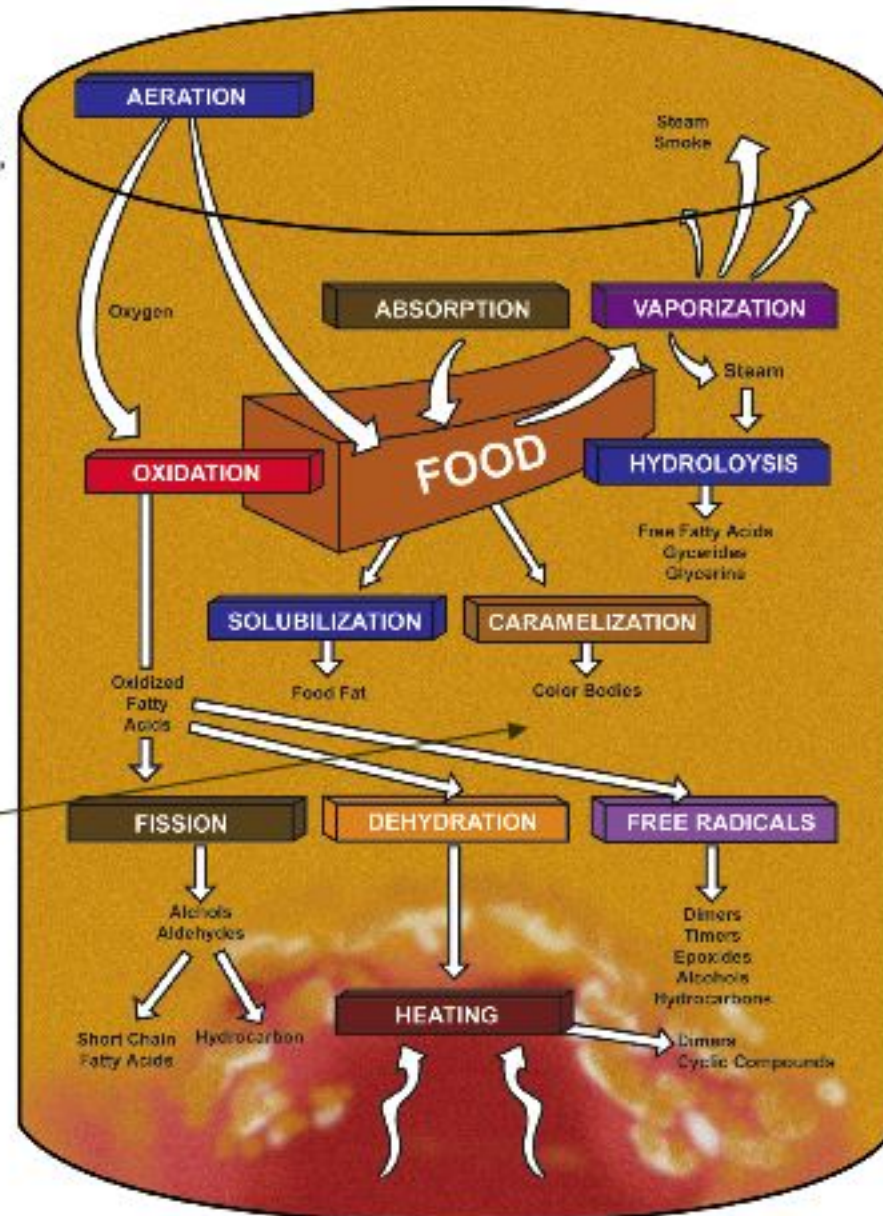 AERATION
Steam
Smoke
Oxygen
ABSORPTION
VAPORIZATION
Steam
FOOD
OXIDATION
HYDROLOYSIS
Free Fatty Acids
Gycerides
Glycerine
SOLUBILIZATION
CARAMELIZATION
Food Fat
Color Bodies
Oxidized
Fatty
Acids
FISSION
DEHYDRATION
FREE RADICALS
Alchols
Aldehydes
Dimers
Timers
Epoxides
Alcohols
Hydrocarbons
HEATING
Short Chain
Fatty Acids
Hydrocarbon
Dimers
Cyclic Compounds